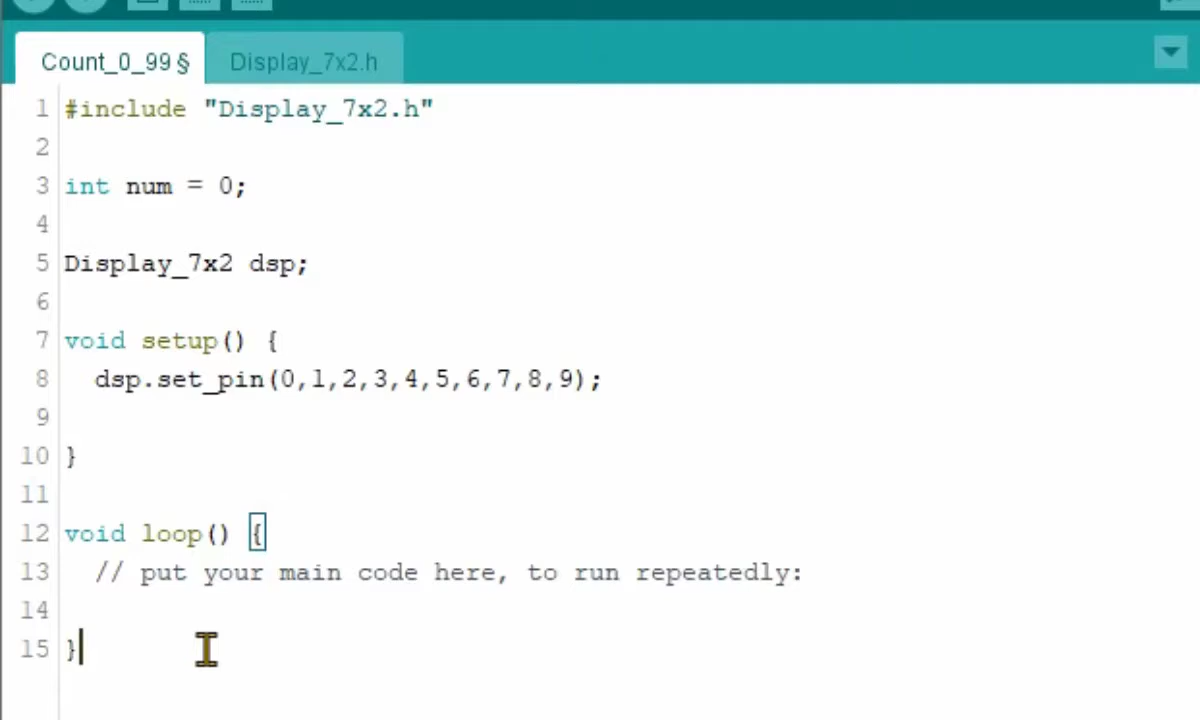 Count_0_99 §
Display_7x2.h
1 #include "Display_7x2.h"
2
3 int num = 0;
4
5 Display_7x2 dsp;
6
7 void setup() {
8   dsp.set_pin(0,1,2,3,4,5,6,7,8,9);
9
10 }
11
12 void loop() {
13   // put your main code here, to run repeatedly:
14
15 }